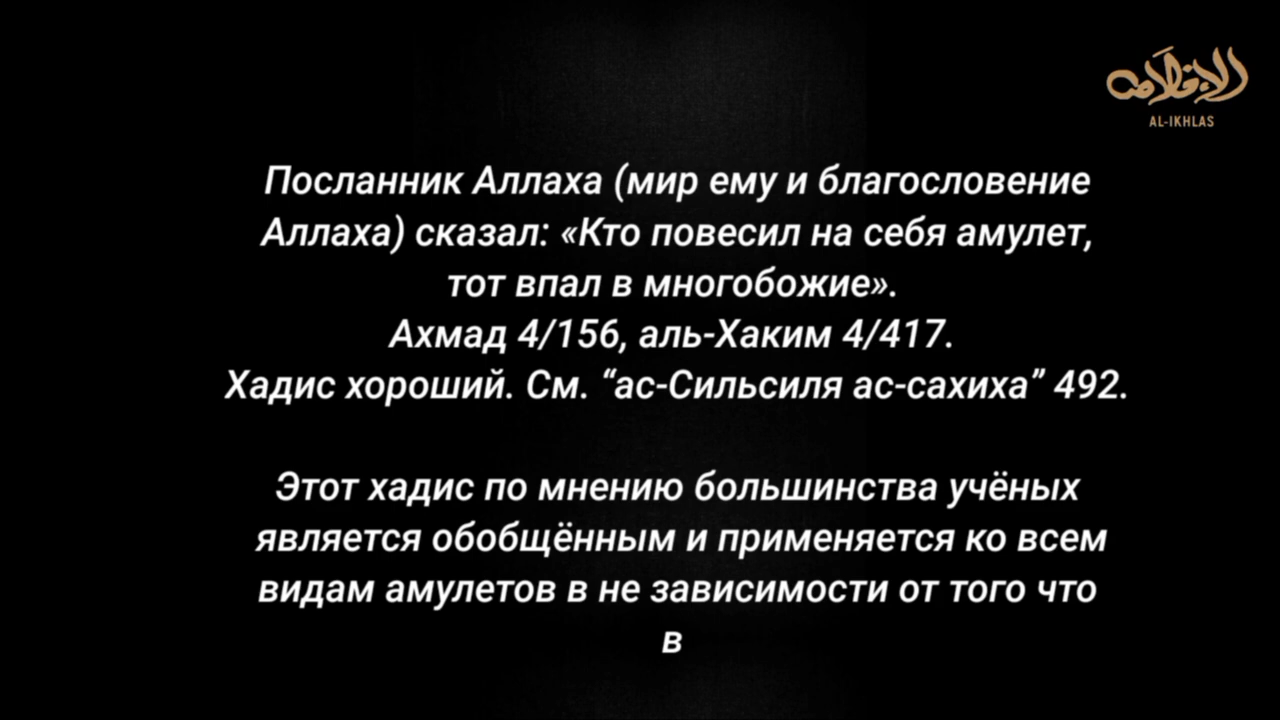 الإخلاص
AL-IKHLAS
Посланник Аллаха (мир ему и благословение
Аллаха) сказал: «Кто повесил на себя амулет,
тот впал в многобожие».
Ахмад 4/156, аль-Хаким 4/417.
Хадис хороший. См. “ас-Сильсиля ас-сахиха” 492.
Этот хадис по мнению большинства учёных
является обобщённым и применяется ко всем
видам амулетов в не зависимости от того что
в